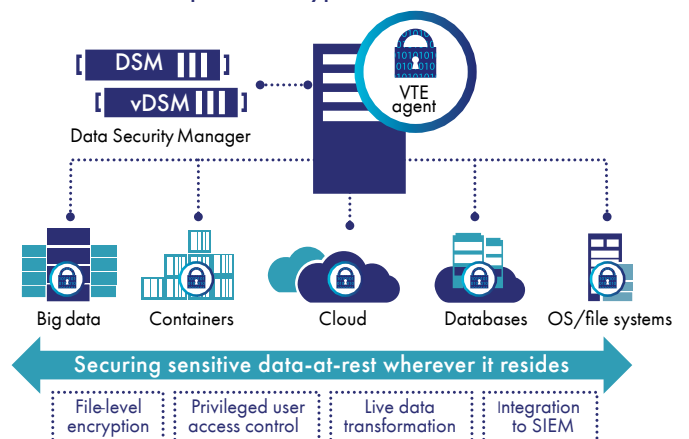 DSM
vDSM
Data Security Manager
VTE
agent
Big data
Containers
Cloud
Databases
OS/file systems
Securing sensitive data-at-rest wherever it resides
File-level
encryption
Privileged user
access control
Live data
transformation
Integration
to SIEM